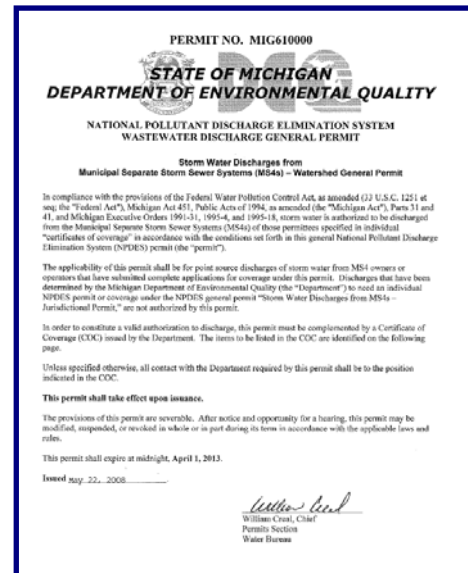 PERMIT NO. MIG610000
STATE OF MICHIGAN
DEPARTMENT OF ENVIRONMENTAL QUALITY
NATIONAL POLLUTANT DISCHARGE ELIMINATION SYSTEM
WASTEWATER DISCHARGE GENERAL PERMIT
Storm Water Discharges from
Municipal Separate Storm Sewer Systems (MS4s) – Watershed General Permit
In compliance with the provisions of the Federal Water Pollution Control Act, as amended (33 U.S.C. 1251 et
seq; the "Federal Act"), Michigan Act 451, Public Acts of 1994, as amended (the "Michigan Act"), Parts 31 and
41, and Michigan Executive Orders 1991-31, 1995-4, and 1995-18, storm water is authorized to be discharged
from the Municipal Separate Storm Sewer Systems (MS4s) of those permittees specified in individual
"certificates of coverage" in accordance with the conditions set forth in this general National Pollutant Discharge
Elimination System (NPDES) permit (the "permit").
The applicability of this permit shall be for point source discharges of storm water from MS4 owners or
operators that have submitted complete applications for coverage under this permit. Discharges that have been
determined by the Michigan Department of Environmental Quality (the "Department") to need an individual
NPDES permit or coverage under the NPDES general permit "Storm Water Discharges from MS4s –
Jurisdictional Permit," are not authorized by this permit.
In order to constitute a valid authorization to discharge, this permit must be complemented by a Certificate of
Coverage (COC) issued by the Department. The items to be listed in the COC are identified on the following
page.
Unless specified otherwise, all contact with the Department required by this permit shall be to the position
indicated in the COC.
This permit shall take effect upon issuance.
The provisions of this permit are severable. After notice and opportunity for a hearing, this permit may be
modified, suspended, or revoked in whole or in part during its term in accordance with the applicable laws and
rules.
This permit shall expire at midnight, April 1, 2013.
Issued May 22, 2008
William Creal
William Creal, Chief
Permits Section
Water Bureau